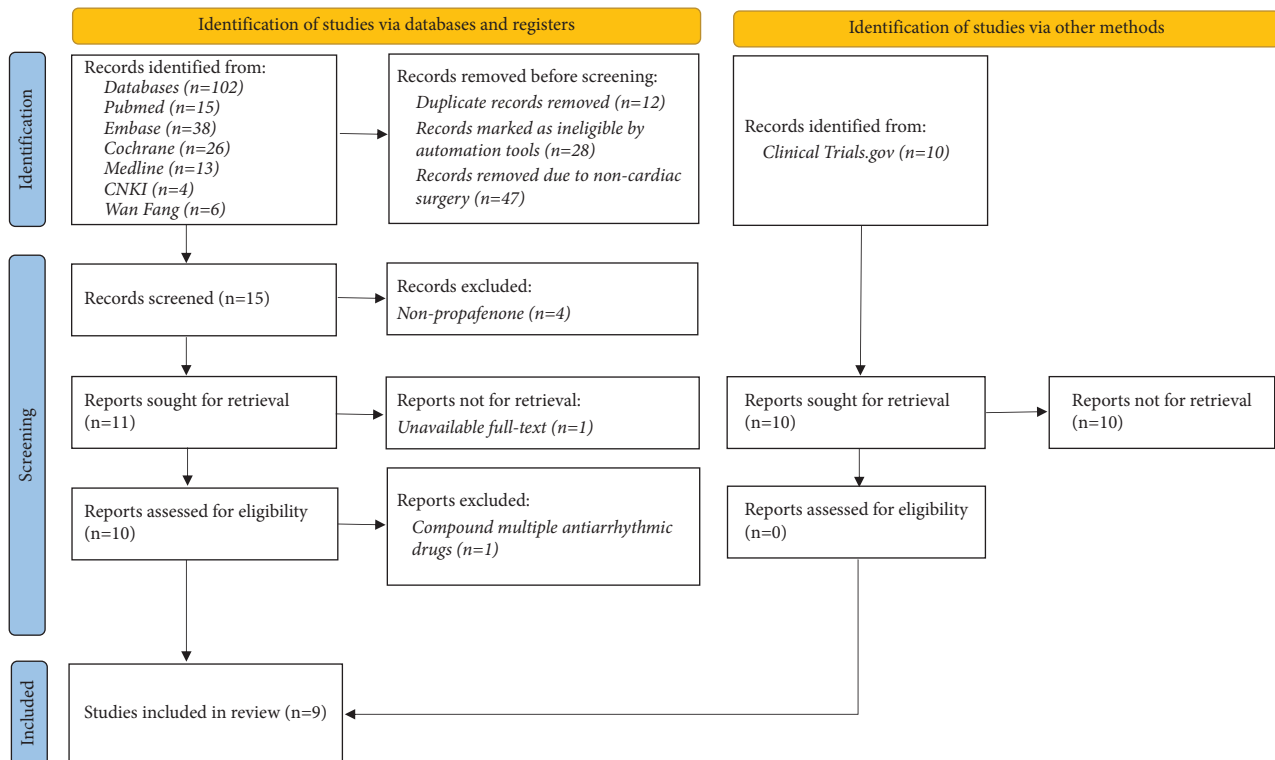 Identification of studies via databases and registers
Identification of studies via other methods
Identification
Records identified from:
Databases (n=102)
Pubmed (n=15)
Embase (n=38)
Cochrane (n=26)
Medline (n=13)
CNKI (n=4)
Wan Fang (n=6)
Records removed before screening:
Duplicate records removed (n=12)
Records marked as ineligible by
automation tools (n=28)
Records removed due to non-cardiac
surgery (n=47)
Records identified from:
Clinical Trials.gov (n=10)
Screening
Records screened (n=15)
Records excluded:
Non-propafenone (n=4)
Reports sought for retrieval
(n=11)
Reports not for retrieval:
Unavailable full-text (n=1)
Reports sought for retrieval
(n=10)
Reports not for retrieval
(n=10)
Reports assessed for eligibility
(n=10)
Reports excluded:
Compound multiple antiarrhythmic
drugs (n=1)
Reports assessed for eligibility
(n=0)
Included
Studies included in review (n=9)